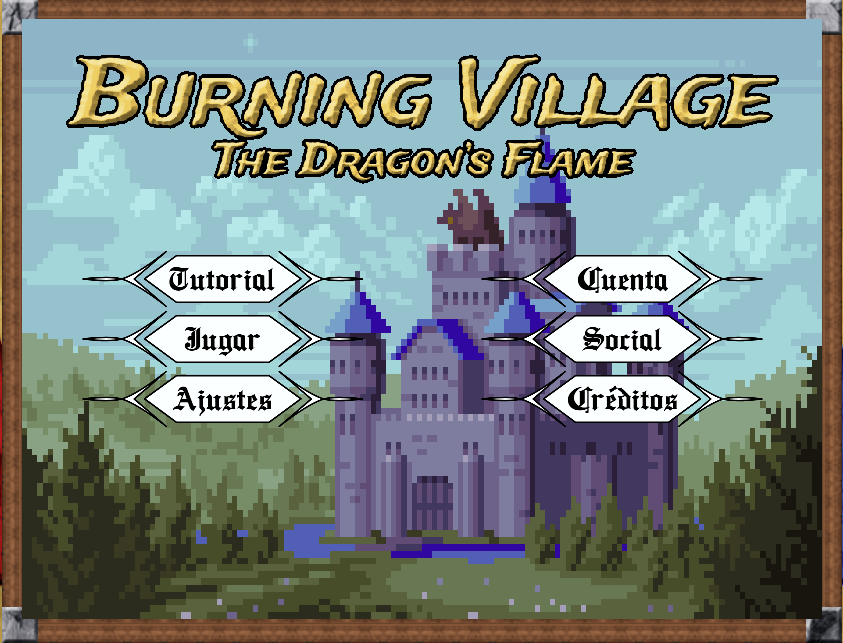 Burning Village
The Dragon's Flame
Tutorial
Jugar
Ajustes
Cuenta
Social
Créditos